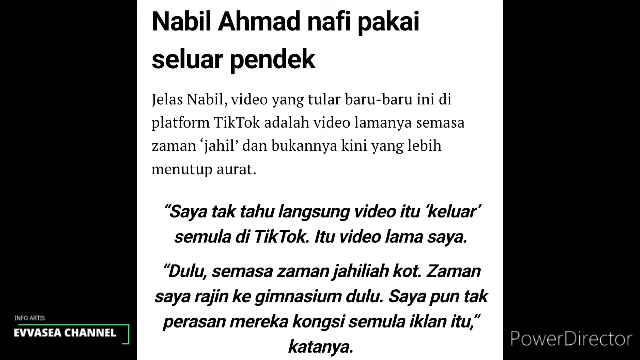 Nabil Ahmad nafi pakai
seluar pendek
Jelas Nabil, video yang tular baru-baru ini di
platform TikTok adalah video lamanya semasa
zaman ‘jahil’ dan bukannya kini yang lebih
menutup aurat.
“Saya tak tahu langsung video itu ‘keluar’
semula di TikTok. Itu video lama saya.
“Dulu, semasa zaman jahiliah kot. Zaman
saya rajin ke gimnasium dulu. Saya pun tak
perasan mereka kongsi semula iklan itu,”
katanya.
INFO ARTIS
EVVASEA CHANNEL
PowerDirector